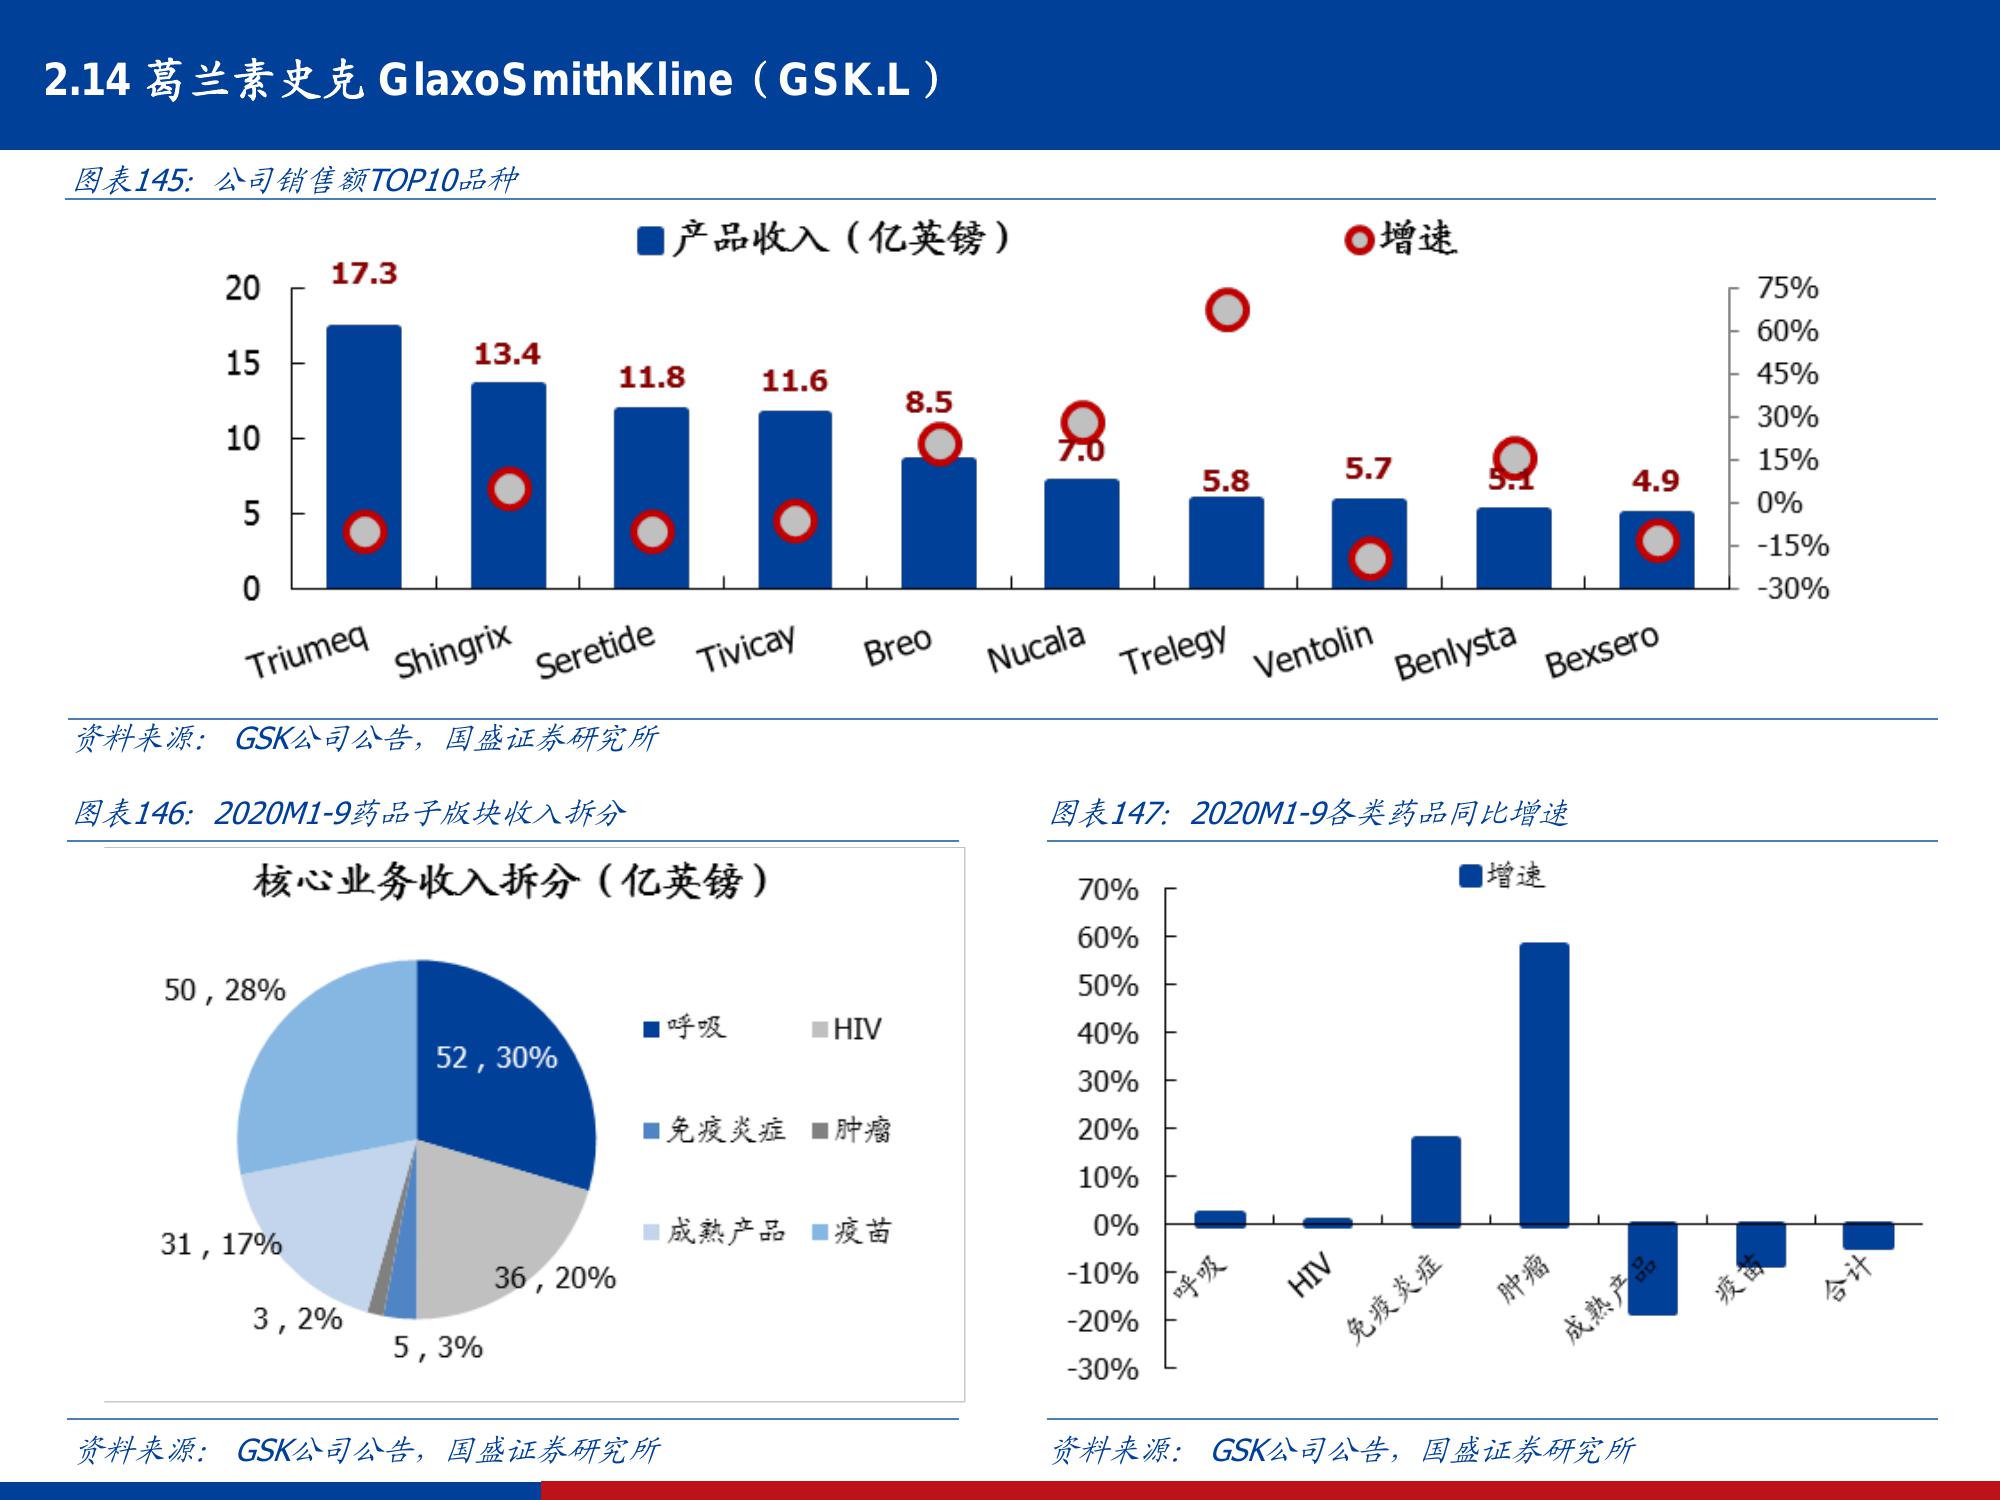 2.14 葛兰素史克 GlaxoSmithKline（GSK.L）
图表145：公司销售额TOP10品种
产品收入（亿英镑）
增速
20
15
10
5
0
17.3
13.4
11.8
11.6
8.5
7.0
5.8
5.7
5.1
4.9
75%
60%
45%
30%
15%
0%
-15%
-30%
Triumeq
Shingrix
Seretide
Tivicay
Breo
Nucala
Trelegy
Ventolin
Benlysta
Bexsero
资料来源：GSK公司公告，国盛证券研究所
图表146：2020M1-9药品子版块收入拆分
核心业务收入拆分（亿英镑）
50 , 28%
52 , 30%
31 , 17%
36 , 20%
3 , 2%
5 , 3%
呼吸
HIV
免疫炎症
肿瘤
成熟产品
疫苗
资料来源：GSK公司公告，国盛证券研究所
图表147：2020M1-9各类药品同比增速
增速
70%
60%
50%
40%
30%
20%
10%
0%
-10%
-20%
-30%
呼吸
HIV
免疫炎症
肿瘤
成熟产品
疫苗
合计
资料来源：GSK公司公告，国盛证券研究所